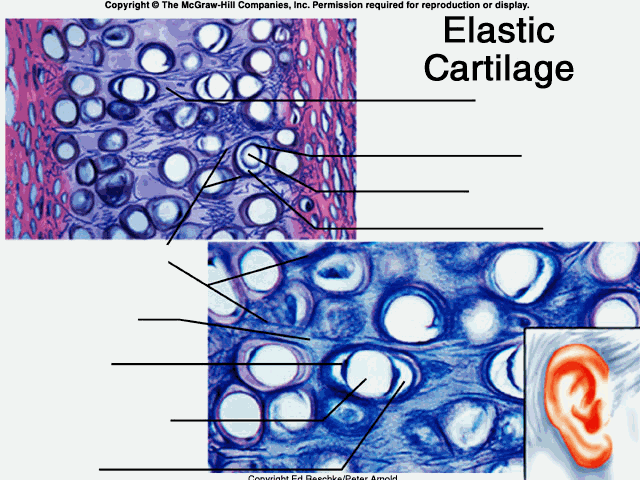 Copyright © The McGraw-Hill Companies, Inc. Permission required for reproduction or display.
Elastic
Cartilage
Copyright Ed Reschke/Peter Arnold